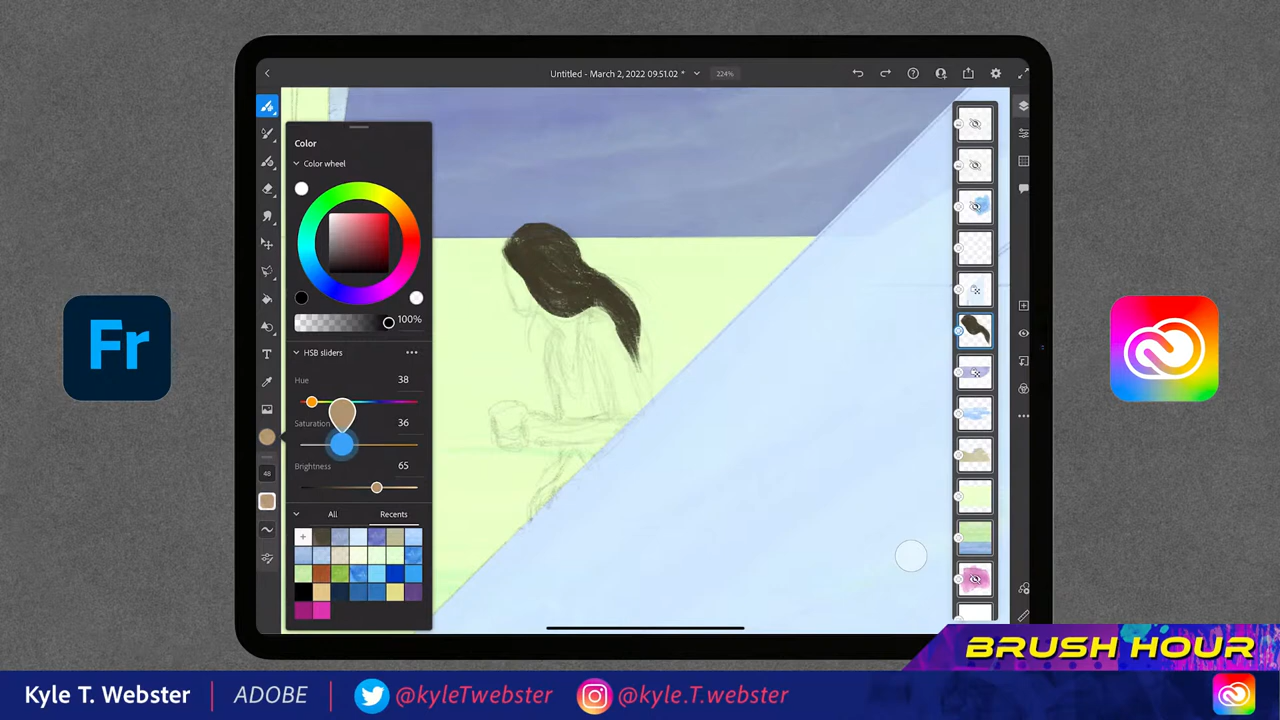 Untitled - March 2, 2022 09.51.02 *
224%
Color
Color wheel
100%
HSB sliders
Hue
38
Saturation
36
Brightness
65
48
All
Recents
T
Fr
BRUSH HOUR
Kyle T. Webster
ADOBE
@kyleTwebster
@kyle.T.webster